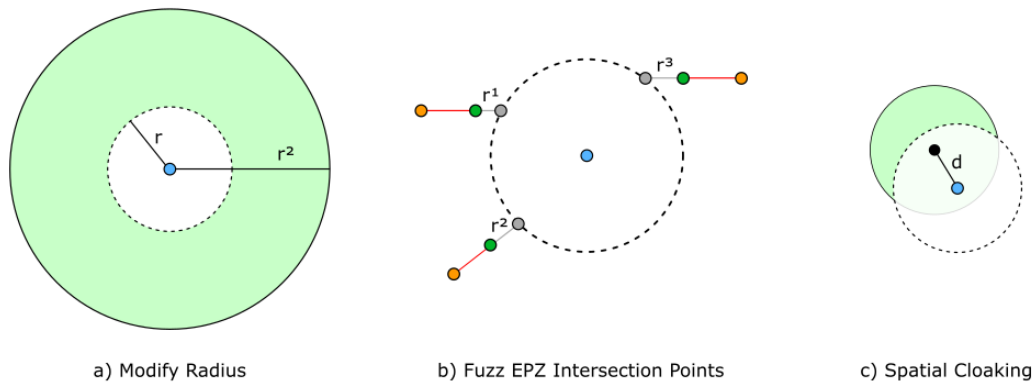 r
r²
r¹
r³
r²
d
a) Modify Radius
b) Fuzz EPZ Intersection Points
c) Spatial Cloaking